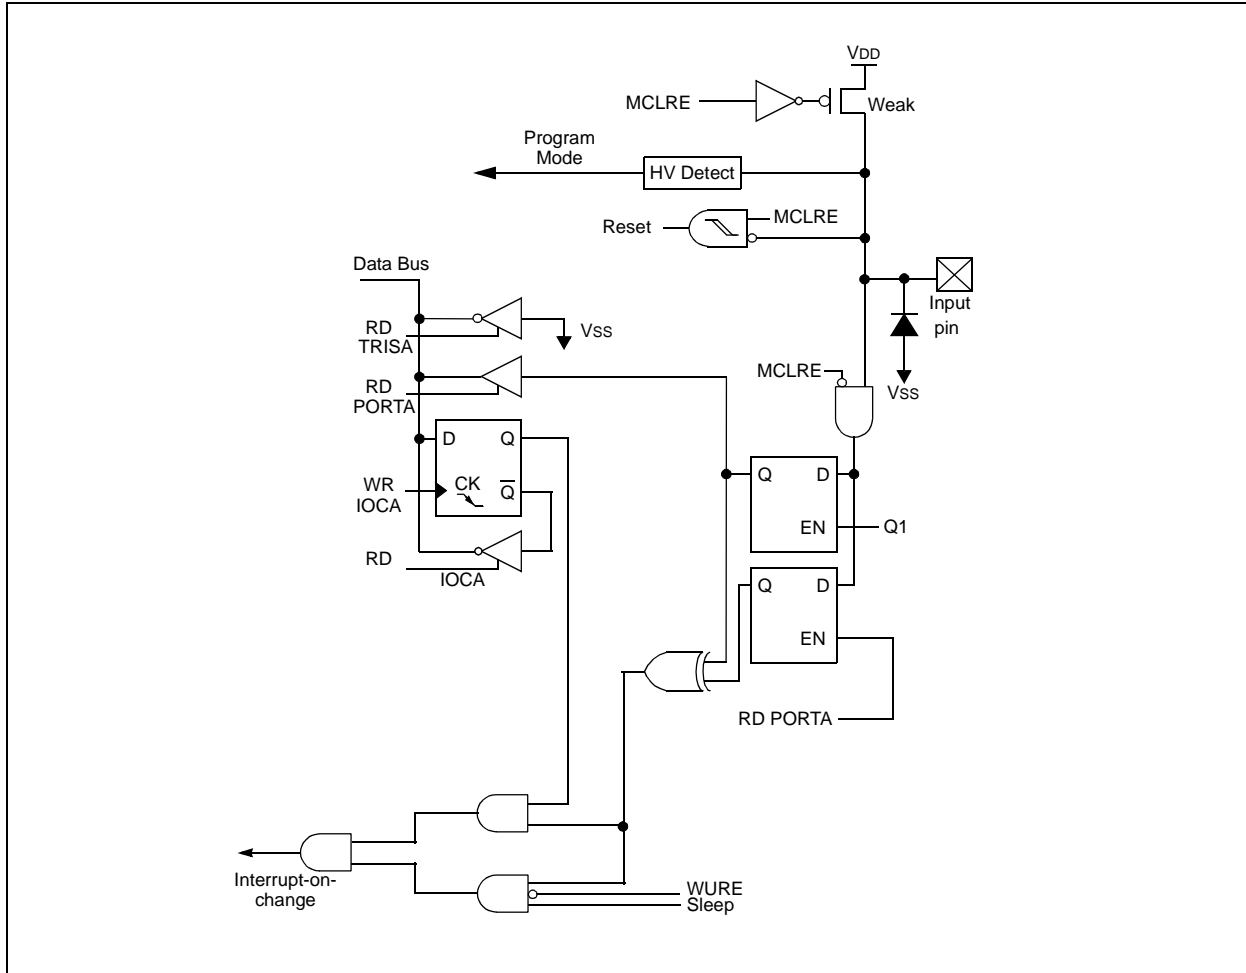 VDD
MCLRE
Weak
Program
Mode
HV Detect
MCLRE
Reset
Data Bus
Input
pin
RD
TRISA
VSS
MCLRE
VSS
RD
PORTA
D Q
Q D
WR
IOCA
CK Q
EN Q1
RD
IOCA
Q D
EN
RD PORTA
WURE
Sleep
Interrupt-on-
change